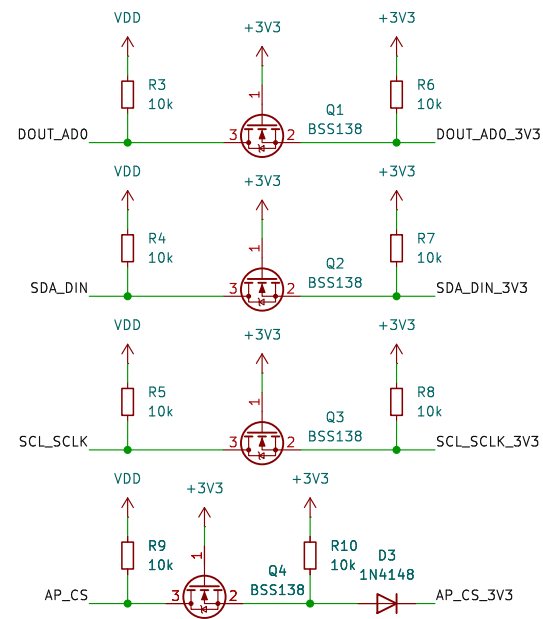 VDD
+3V3
+3V3
R3
10k
1
Q1
BSS138
R6
10k
DOUT_AD0
3
2
DOUT_AD0_3V3
VDD
+3V3
+3V3
R4
10k
1
Q2
BSS138
R7
10k
SDA_DIN
3
2
SDA_DIN_3V3
VDD
+3V3
+3V3
R5
10k
1
Q3
BSS138
R8
10k
SCL_SCLK
3
2
SCL_SCLK_3V3
VDD
+3V3
+3V3
R9
10k
1
Q4
BSS138
R10
10k
D3
1N4148
AP_CS
3
2
AP_CS_3V3